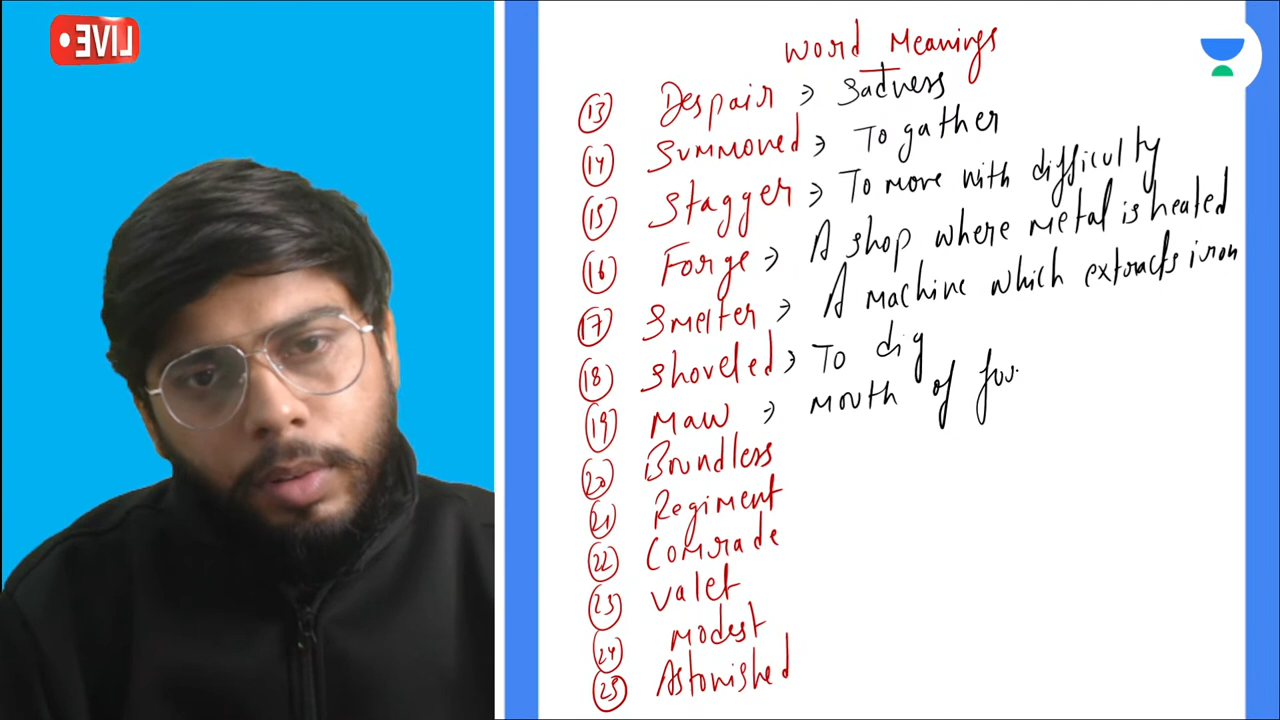 LIVE
Word Meanings
13 Despair → Sadness
14 Summoned → To gather
15 Stagger → To move with difficulty
16 Forge → A shop where metal is heated
17 Smelter → A machine which extracts iron
18 Shoveled → To dig
19 Maw → Mouth of
20 Boundless
21 Regiment
22 Comrade
23 Valet
24 Modest
25 Astonished